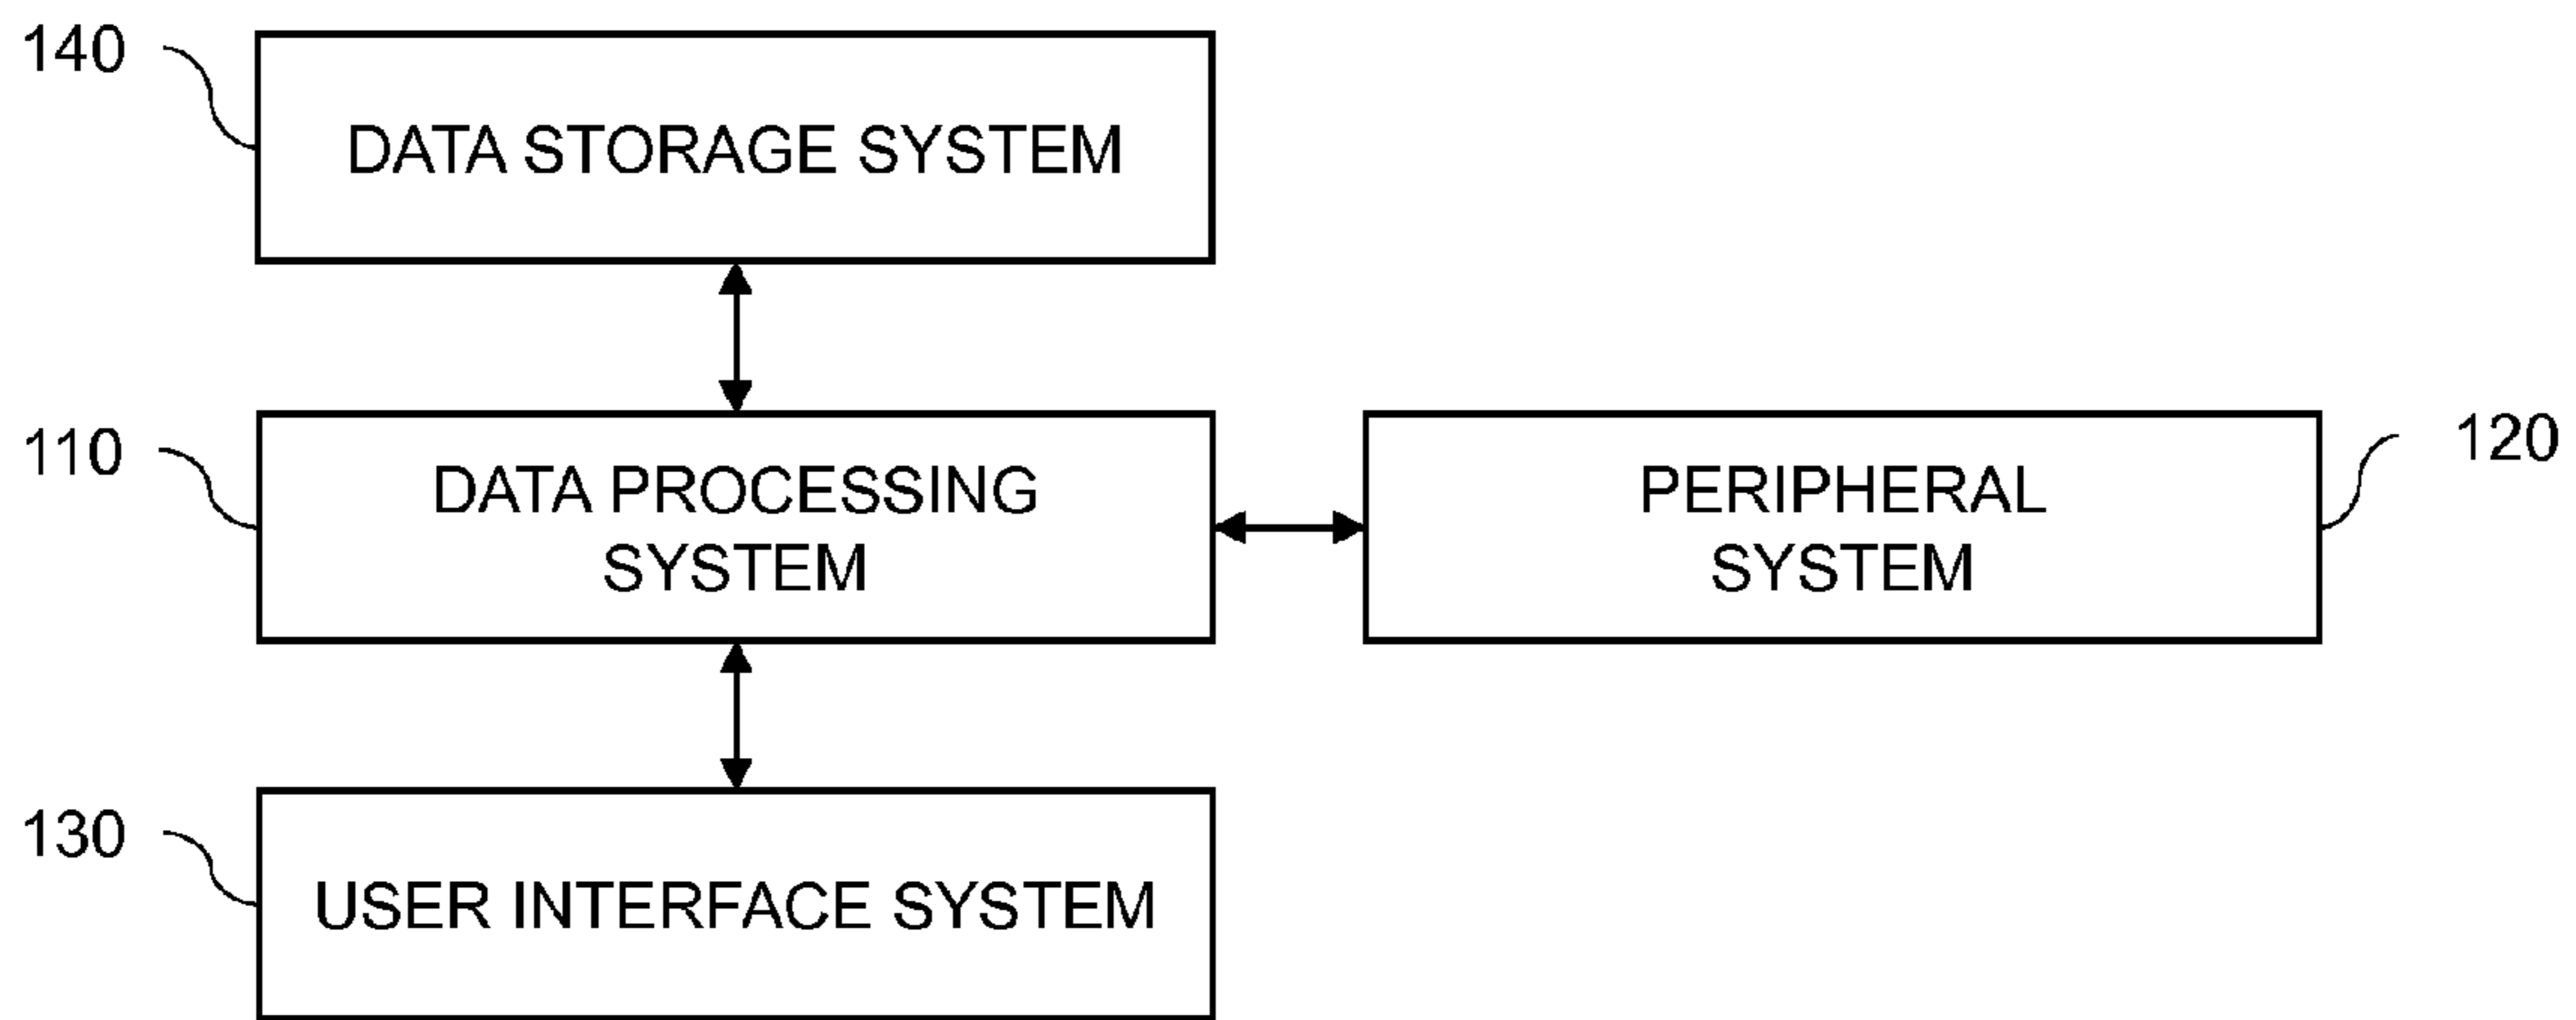 140
DATA STORAGE SYSTEM
110
DATA PROCESSING
SYSTEM
PERIPHERAL
SYSTEM
120
130
USER INTERFACE SYSTEM